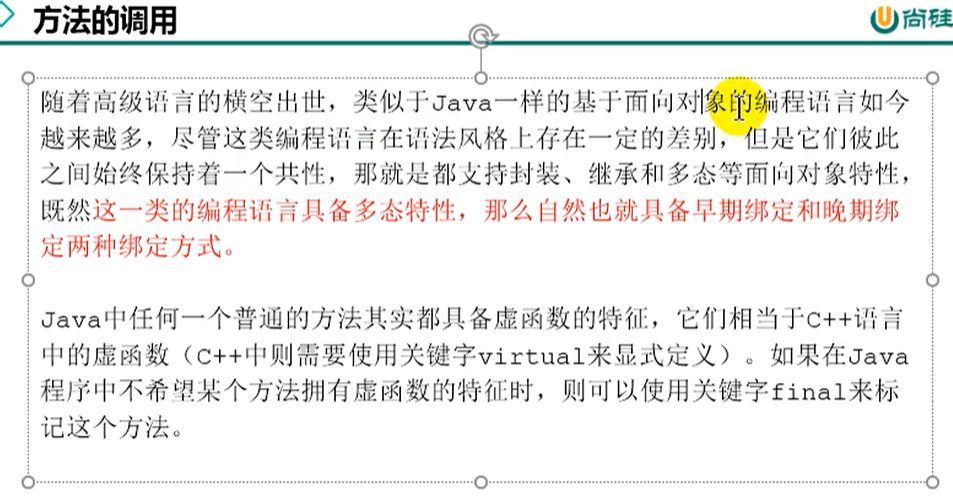 方法的调用
尚硅
随着高级语言的横空出世，类似于Java一样的基于面向对象的编程语言如今
越来越多，尽管这类编程语言在语法风格上存在一定的差别，但是它们彼此
之间始终保持着一个共性，那就是都支持封装、继承和多态等面向对象特性，
既然这一类的编程语言具备多态特性，那么自然也就具备早期绑定和晚期绑
定两种绑定方式。
Java中任何一个普通的方法其实都具备虚函数的特征，它们相当于C++语言
中的虚函数（C++中则需要使用关键字virtual来显式定义）。如果在Java
程序中不希望某个方法拥有虚函数的特征时，则可以使用关键字final来标
记这个方法。